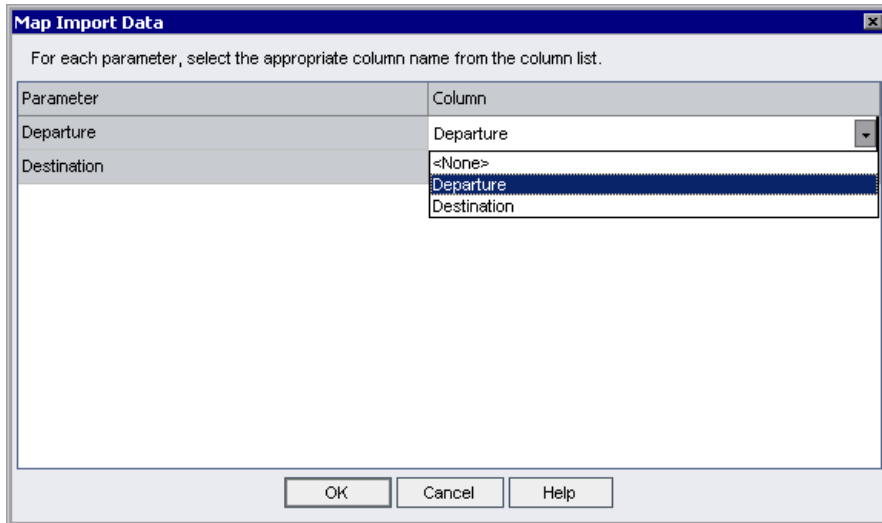 Map Import Data
For each parameter, select the appropriate column name from the column list.
Parameter Column
Departure Departure
Destination <None>
Departure
Destination
OK Cancel Help